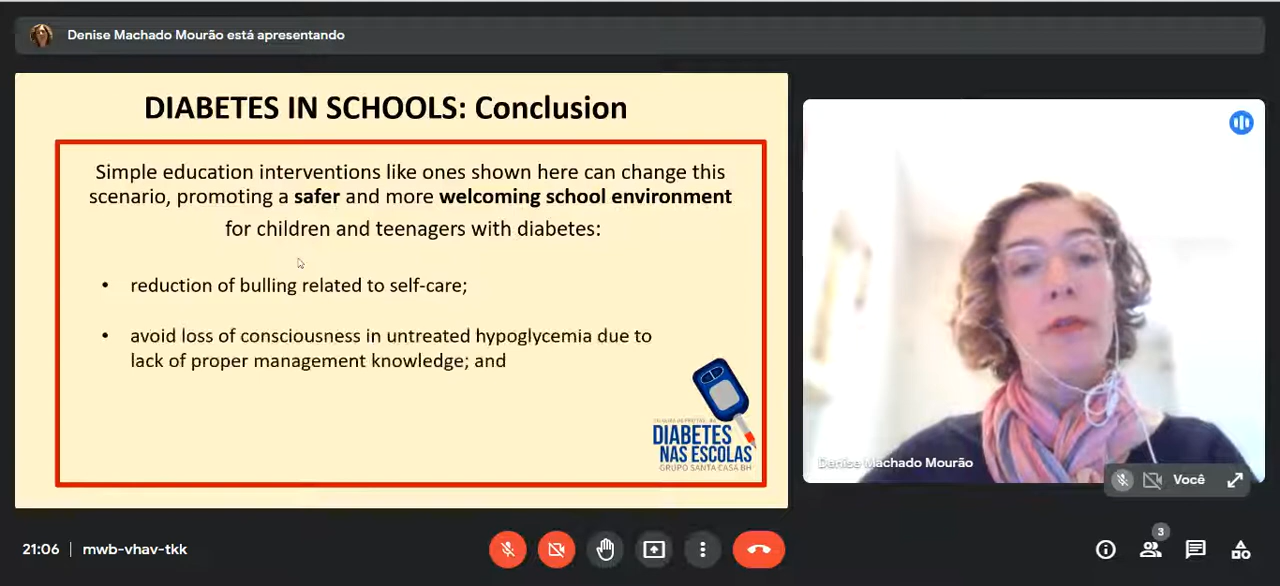 Denise Machado Mourão está apresentando
DIABETES IN SCHOOLS: Conclusion
Simple education interventions like ones shown here can change this
scenario, promoting a safer and more welcoming school environment
for children and teenagers with diabetes:
• reduction of bulling related to self-care;
• avoid loss of consciousness in untreated hypoglycemia due to
lack of proper management knowledge; and
DIABETES
NAS ESCOLAS
GRUPO SANTA CASA BH
Denise Machado Mourão
Você
21:06 | mwb-vhav-tkk
3